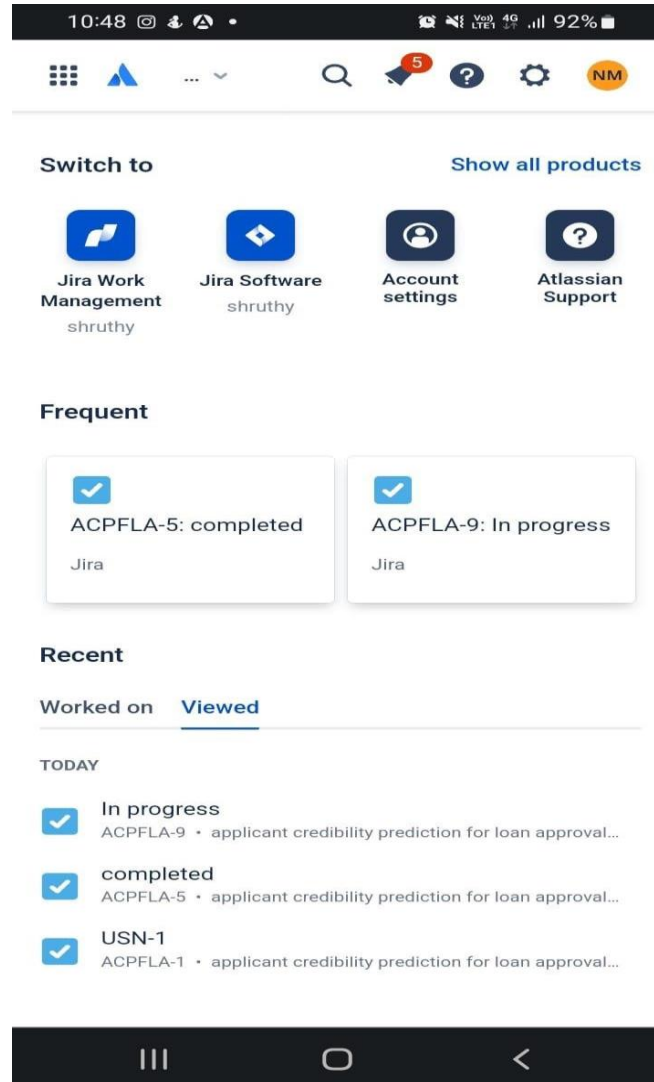 10:48 92%
... 5 ? NM
Switch to Show all products
?
Jira Work Jira Software Account Atlassian
Management shruthy settings Support
shruthy
Frequent
ACPFLA-5: completed ACPFLA-9: In progress
Jira Jira
Recent
Worked on Viewed
TODAY
In progress
ACPFLA-9 • applicant credibility prediction for loan approval...
completed
ACPFLA-5 • applicant credibility prediction for loan approval...
USN-1
ACPFLA-1 • applicant credibility prediction for loan approval...